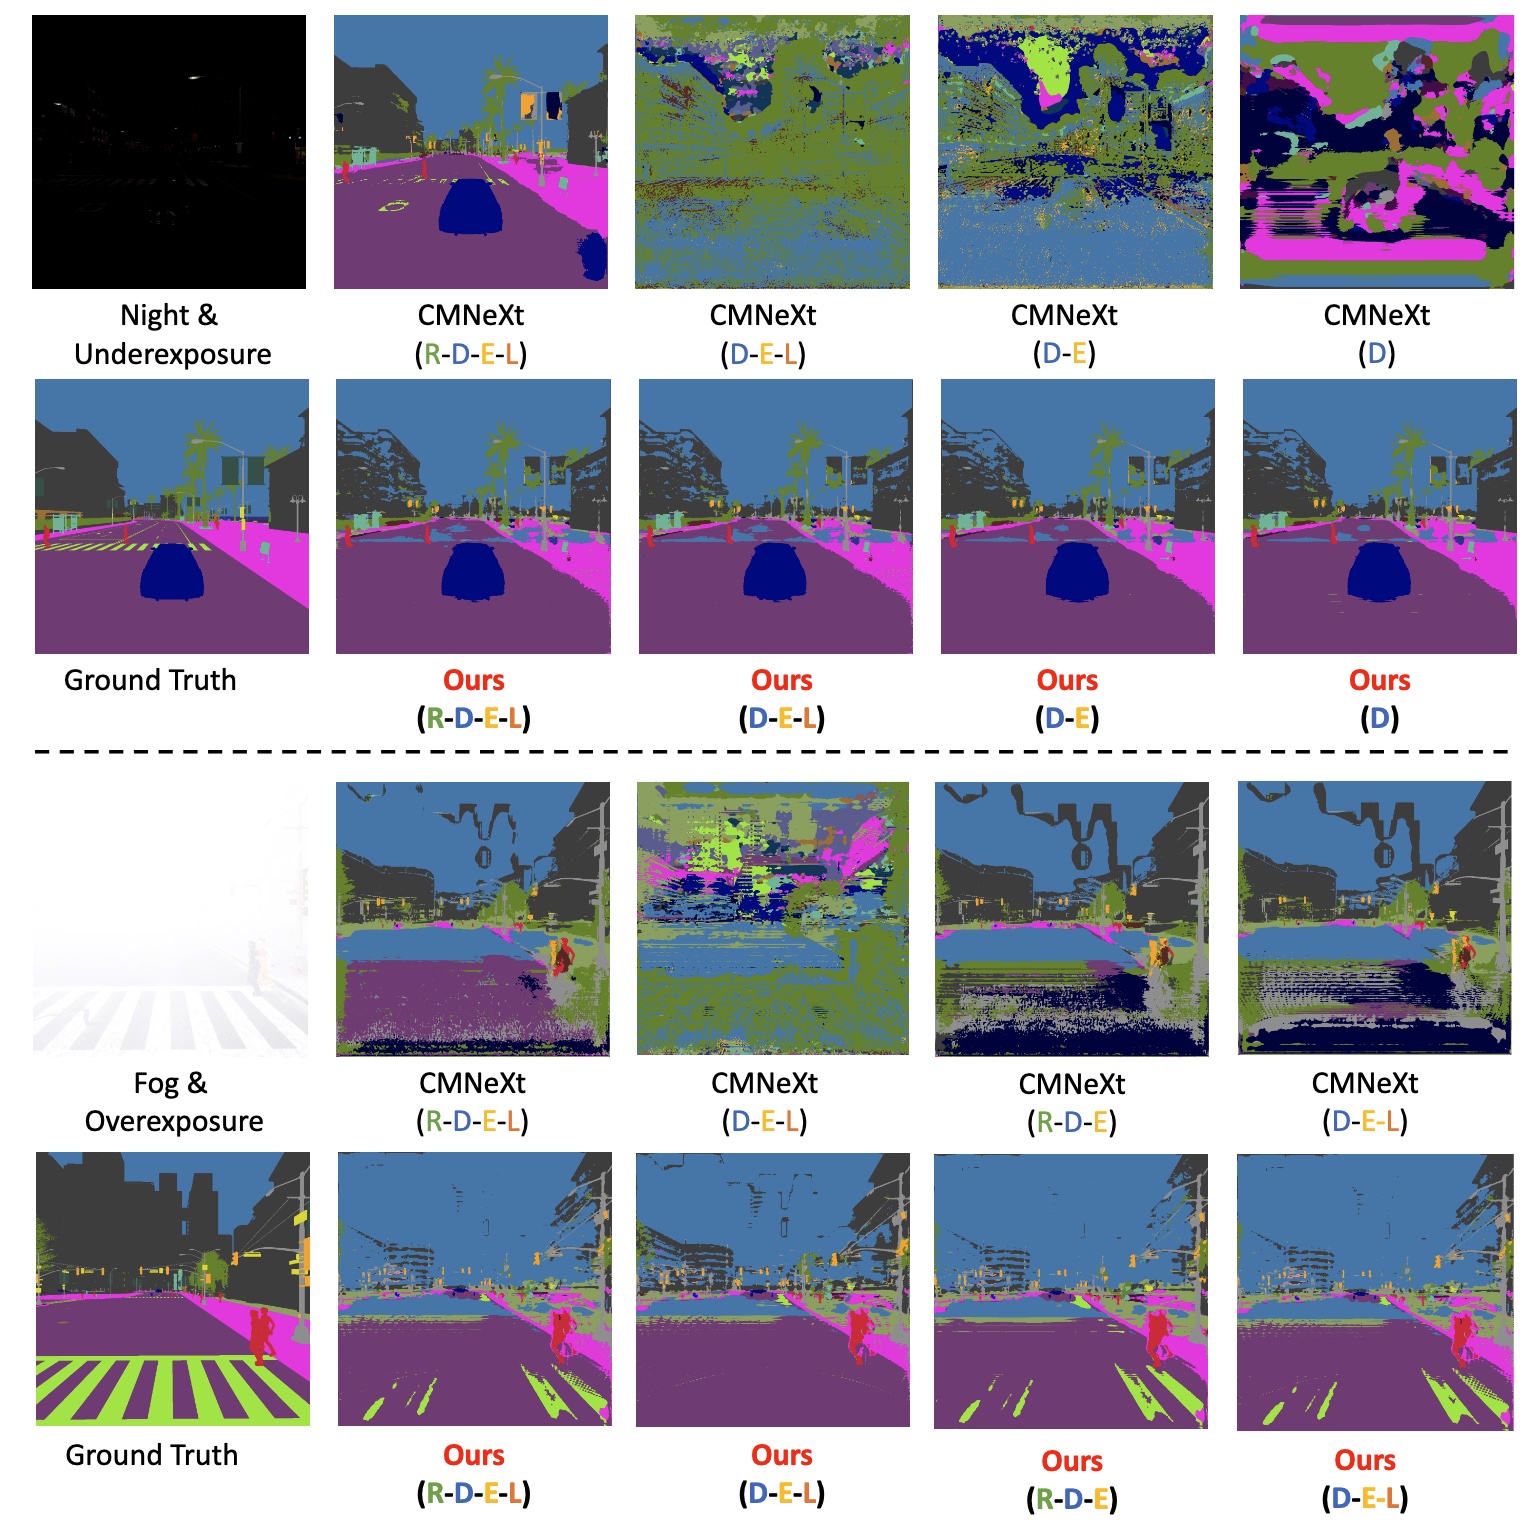 Night &
Underexposure
CMNeXt
(R-D-E-L)
CMNeXt
(D-E-L)
CMNeXt
(D-E)
CMNeXt
(D)
Ground Truth
Ours
(R-D-E-L)
Ours
(D-E-L)
Ours
(D-E)
Ours
(D)
Fog &
Overexposure
CMNeXt
(R-D-E-L)
CMNeXt
(D-E-L)
CMNeXt
(R-D-E)
CMNeXt
(D-E-L)
Ground Truth
Ours
(R-D-E-L)
Ours
(D-E-L)
Ours
(R-D-E)
Ours
(D-E-L)